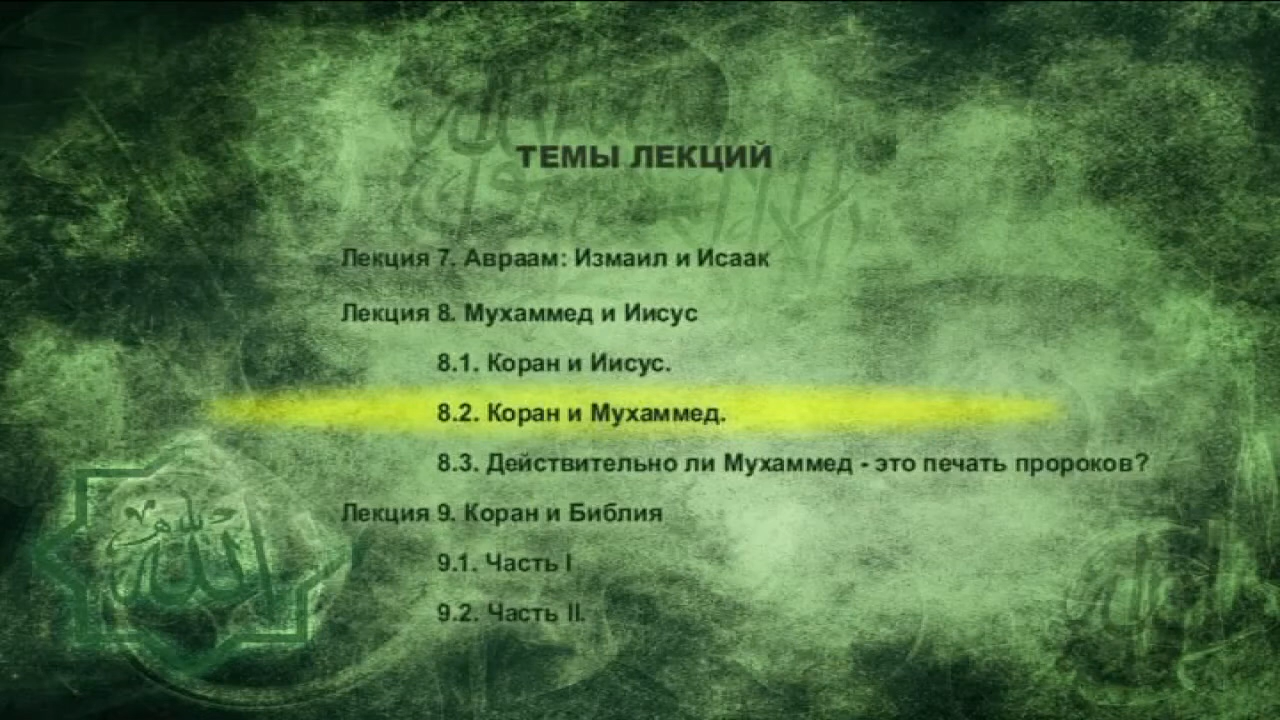 ТЕМЫ ЛЕКЦИЙ
Лекция 7. Авраам: Измаил и Исаак
Лекция 8. Мухаммед и Иисус
8.1. Коран и Иисус.
8.2. Коран и Мухаммед.
8.3. Действительно ли Мухаммед - это печать пророков?
Лекция 9. Коран и Библия
9.1. Часть I
9.2. Часть II.
الله